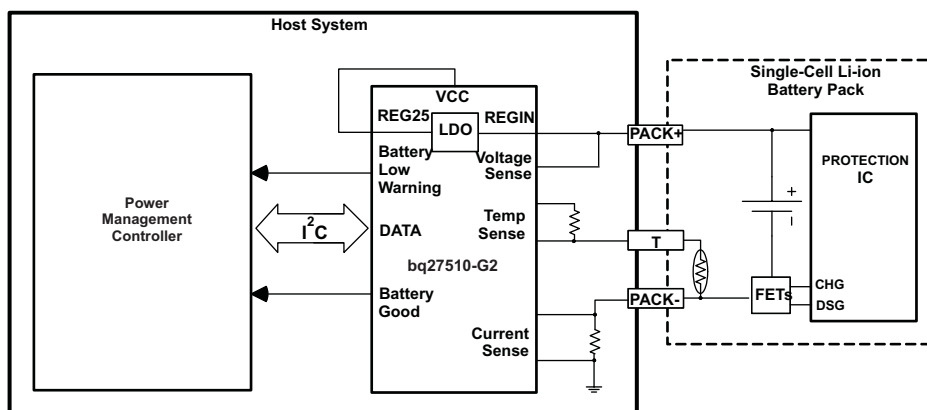 Host System
Single-Cell Li-ion
Battery Pack
VCC
REG25
LDO
REGIN
PACK+
Battery
Low
Warning
Voltage
Sense
PROTECTION
IC
+
–
Power
Management
Controller
I2C
DATA
Temp
Sense
T
bq27510-G2
Battery
Good
PACK-
FETs
CHG
DSG
Current
Sense